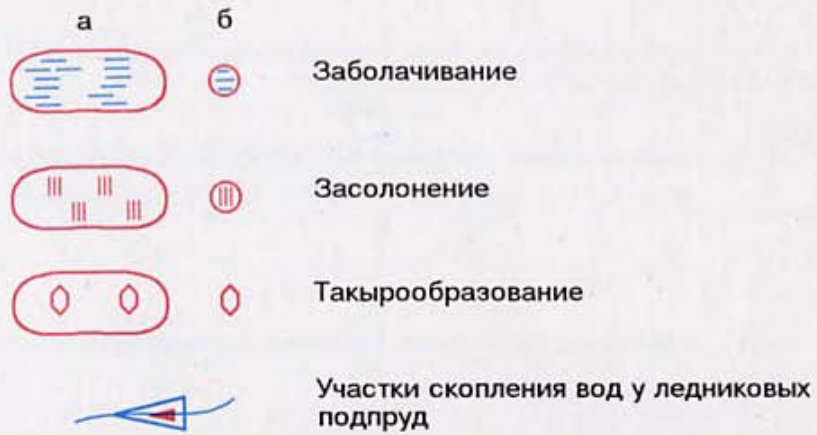 а б
Заболачивание
Засолонение
Такырообразование
Участки скопления вод у ледниковых
подпруд